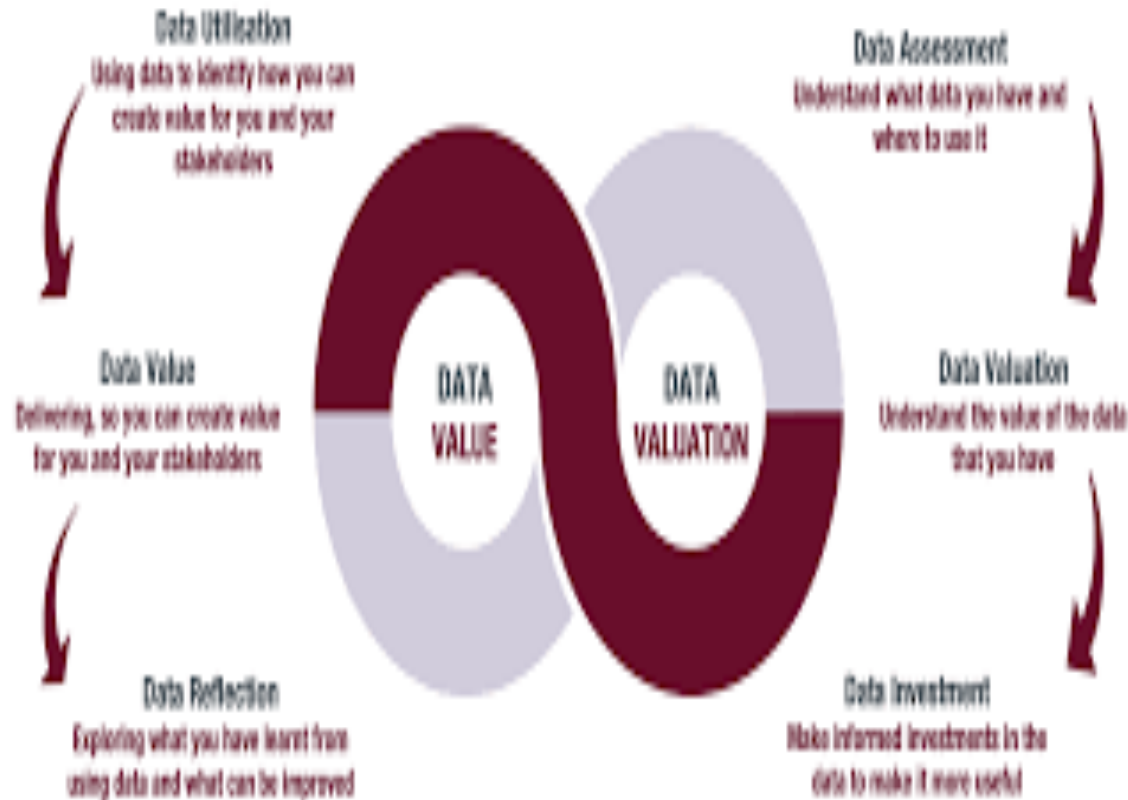 Data Utilisation
Using data to identify how you can
create value for you and your
stakeholders
Data Value
Delivering, so you can create value
for you and your stakeholders
Data Reflection
Exploring what you have learnt from
using data and what can be improved
DATA
VALUE
DATA
VALUATION
Data Assessment
Understand what data you have and
where to use it
Data Valuation
Understand the value of the data
that you have
Data Investment
Make informed investments in the
data to make it more useful